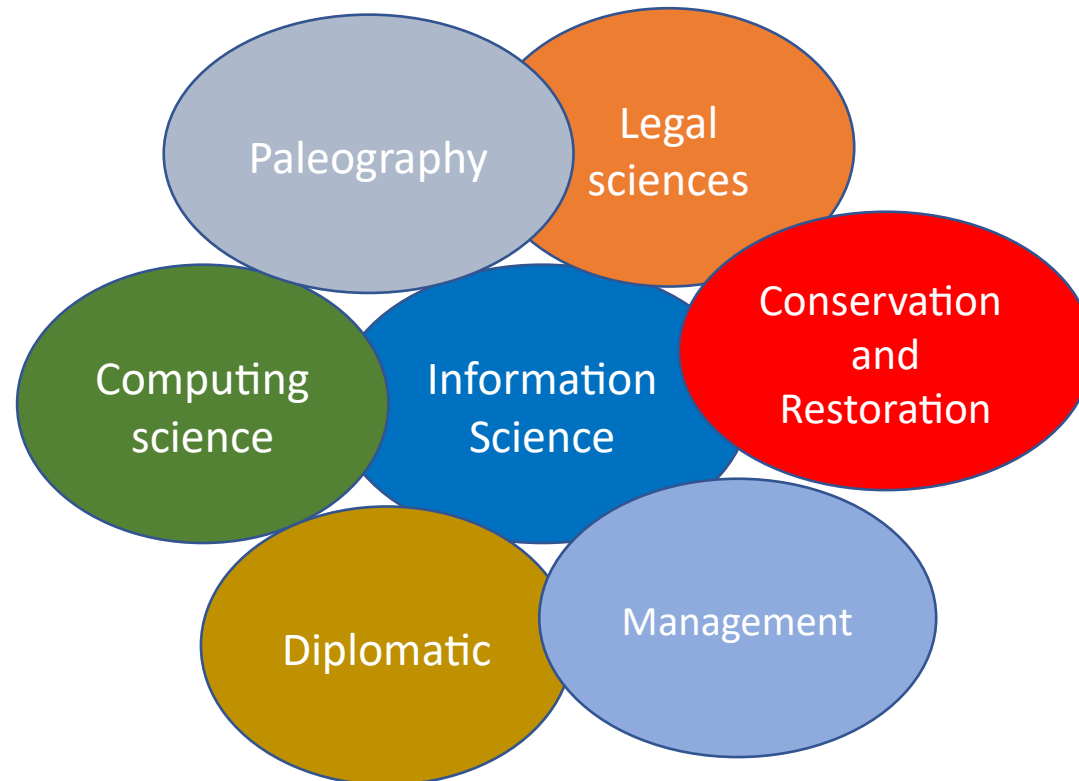 Paleography
Legal
sciences
Conservation
and
Restoration
Computing
science
Information
Science
Diplomatic
Management